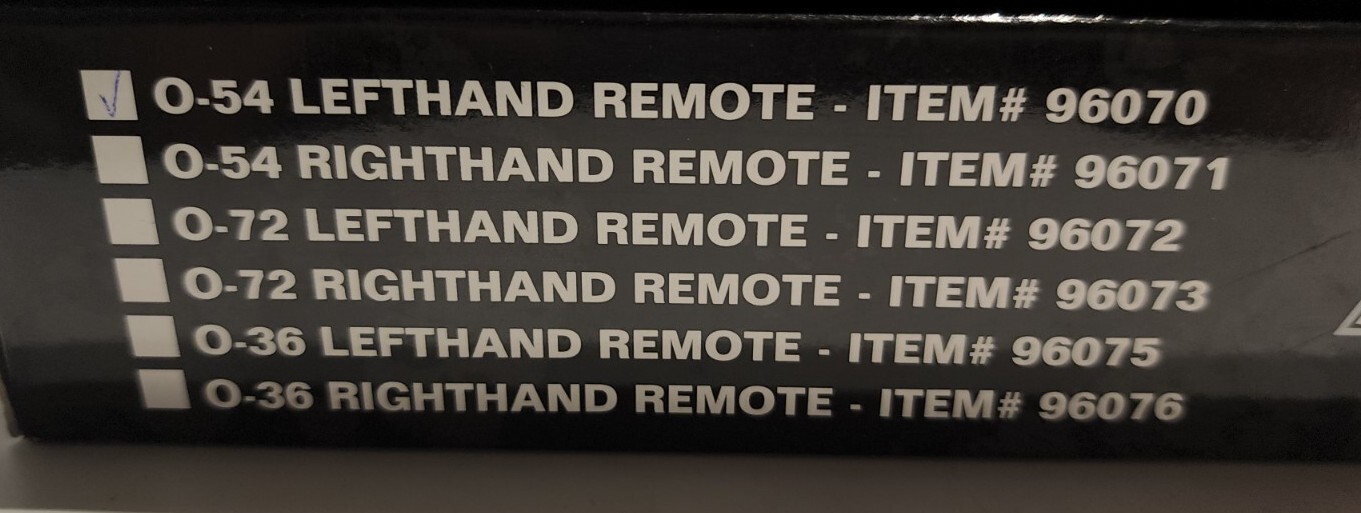 O-54 LEFTHAND REMOTE - ITEM# 96070
O-54 RIGHTHAND REMOTE - ITEM# 96071
O-72 LEFTHAND REMOTE - ITEM# 96072
O-72 RIGHTHAND REMOTE - ITEM# 96073
O-36 LEFTHAND REMOTE - ITEM# 96075
O-36 RIGHTHAND REMOTE - ITEM# 96076